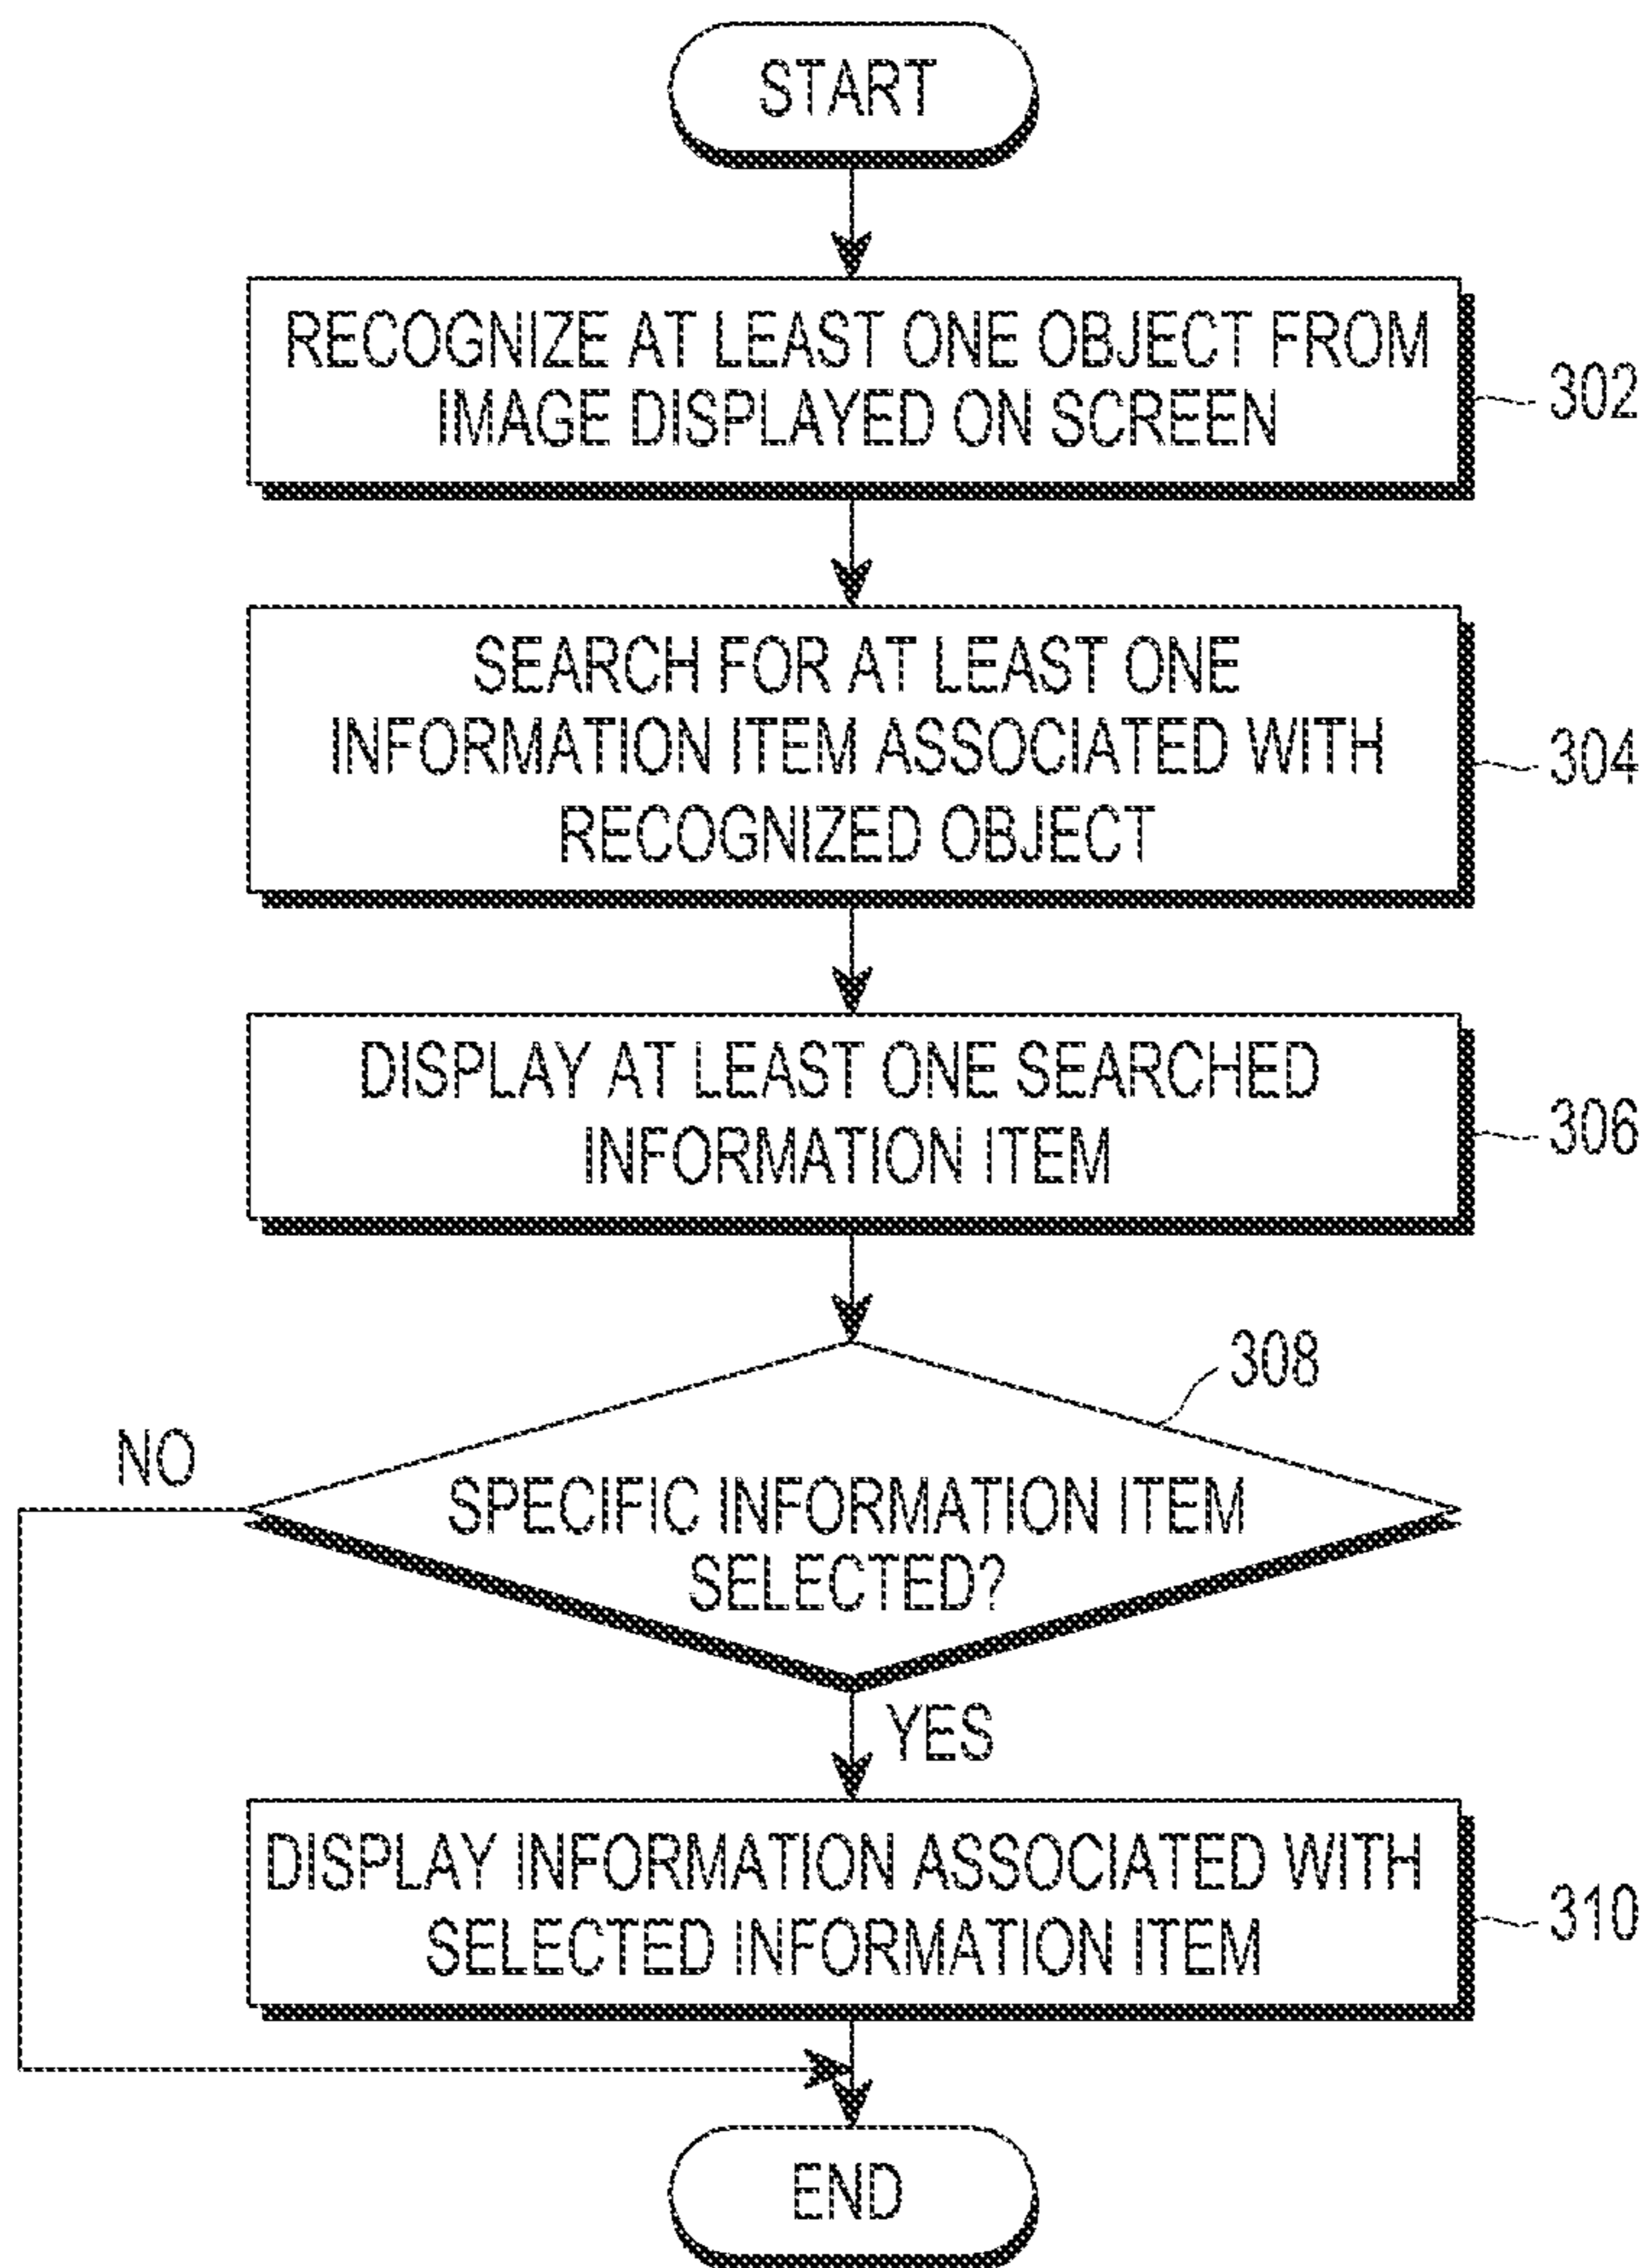 START
RECOGNIZE AT LEAST ONE OBJECT FROM
IMAGE DISPLAYED ON SCREEN
302
SEARCH FOR AT LEAST ONE
INFORMATION ITEM ASSOCIATED WITH
RECOGNIZED OBJECT
304
DISPLAY AT LEAST ONE SEARCHED
INFORMATION ITEM
306
308
NO
SPECIFIC INFORMATION ITEM
SELECTED?
YES
DISPLAY INFORMATION ASSOCIATED WITH
SELECTED INFORMATION ITEM
310
END